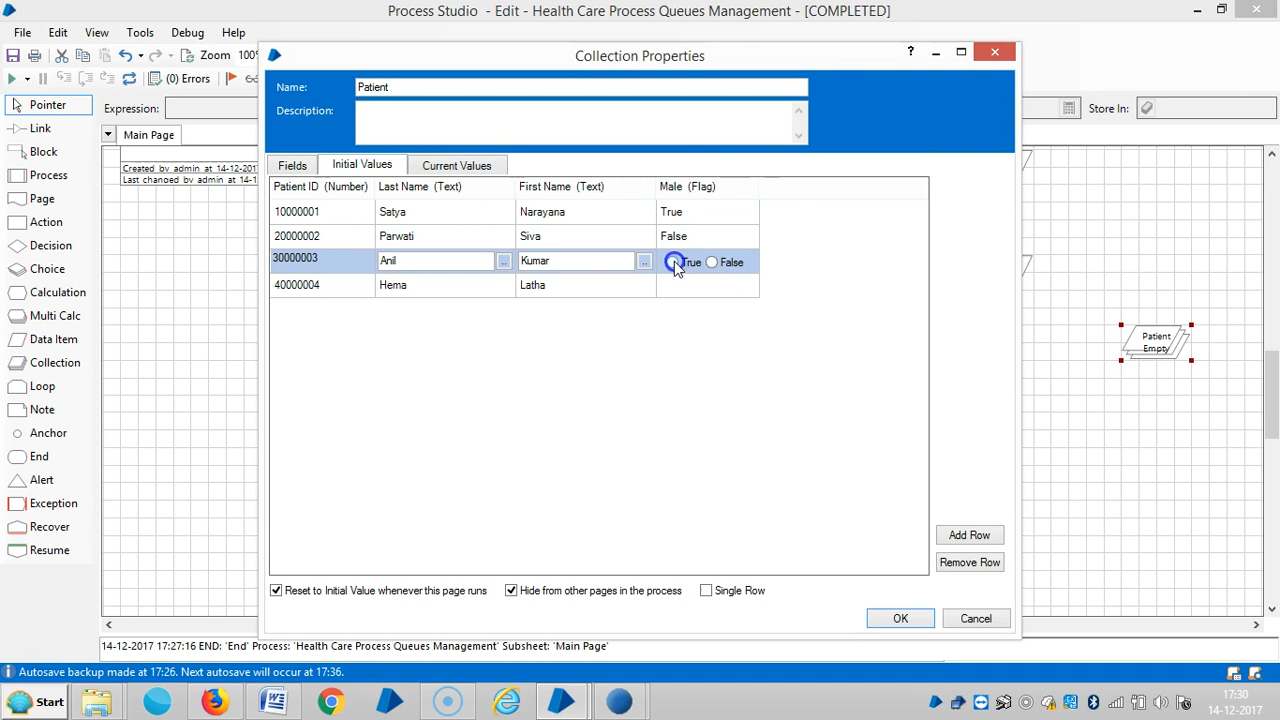 Process Studio - Edit - Health Care Process Queues Management - [COMPLETED]
File Edit View Tools Debug Help
Zoom 100%
Collection Properties
(0) Errors
Name: Patient
Description:
Pointer
Expression:
Store In:
Link
Main Page
Block
Fields Initial Values Current Values
Created by admin at 14-12-2017
Last changed by admin at 14-1
Process
Patient ID (Number) Last Name (Text) First Name (Text) Male (Flag)
Page
10000001 Satya Narayana True
Action
20000002 Parwati Siva False
Decision
30000003 Anil .. Kumar .. True False
Choice
40000004 Hema Latha
Calculation
Multi Calc
Data Item
Patient
Empty
Collection
Loop
Note
Anchor
End
Alert
Exception
Recover
Add Row
Resume
Remove Row
Reset to Initial Value whenever this page runs Hide from other pages in the process Single Row
OK Cancel
14-12-2017 17:27:16 END: 'End' Process: 'Health Care Process Queues Management' Subsheet: 'Main Page'
Autosave backup made at 17:26. Next autosave will occur at 17:36.
Start
17:30
14-12-2017